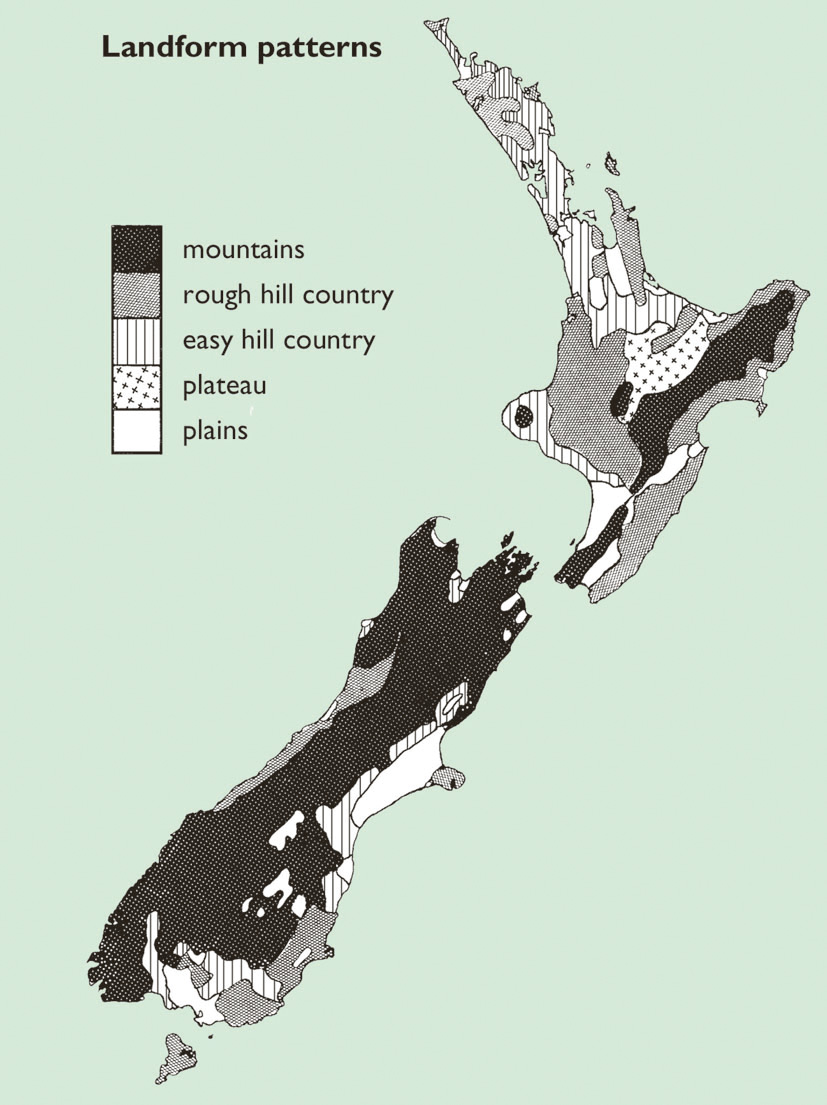 Landform patterns
mountains
rough hill country
easy hill country
plateau
plains